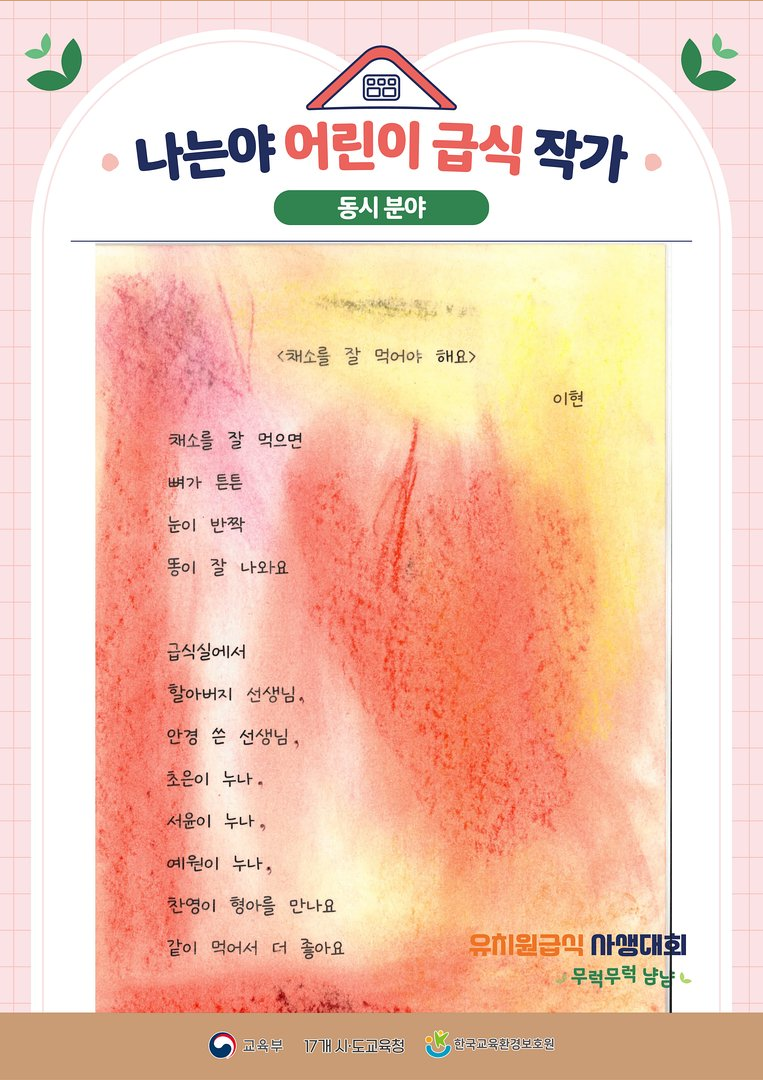 나는야 어린이 급식 작가
동시 분야
<채소를 잘 먹어야 해요>
이현
채소를 잘 먹으면
뼈가 튼튼
눈이 반짝
똥이 잘 나와요
급식실에서
할아버지 선생님,
안경 쓴 선생님,
초은이 누나,
서윤이 누나,
예원이 누나,
찬영이 형아를 만나요
같이 먹어서 더 좋아요
유치원급식 사생대회
무럭무럭 냠냠
교육부 17개 시·도교육청 한국교육환경보호원